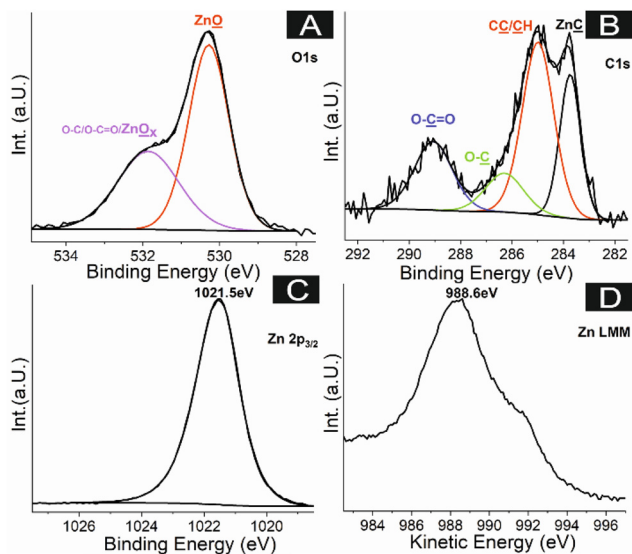 A
ZnO
O1s
O-C/O-C=O/ZnOx
Int. (a.U.)
534 532 530 528
Binding Energy (eV)
B
CC/CH
ZnC
C1s
O-C=O
O-C
Int. (a.U.)
292 290 288 286 284 282
Binding Energy (eV)
C
1021.5eV
Zn 2p3/2
Int.(a.U.)
1026 1024 1022 1020
Binding Energy (eV)
D
988.6eV
Zn LMM
Int.(a.U.)
984 986 988 990 992 994 996
Kinetic Energy (eV)